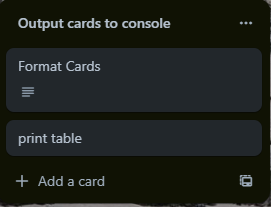 Output cards to console
Format Cards
print table
Add a card